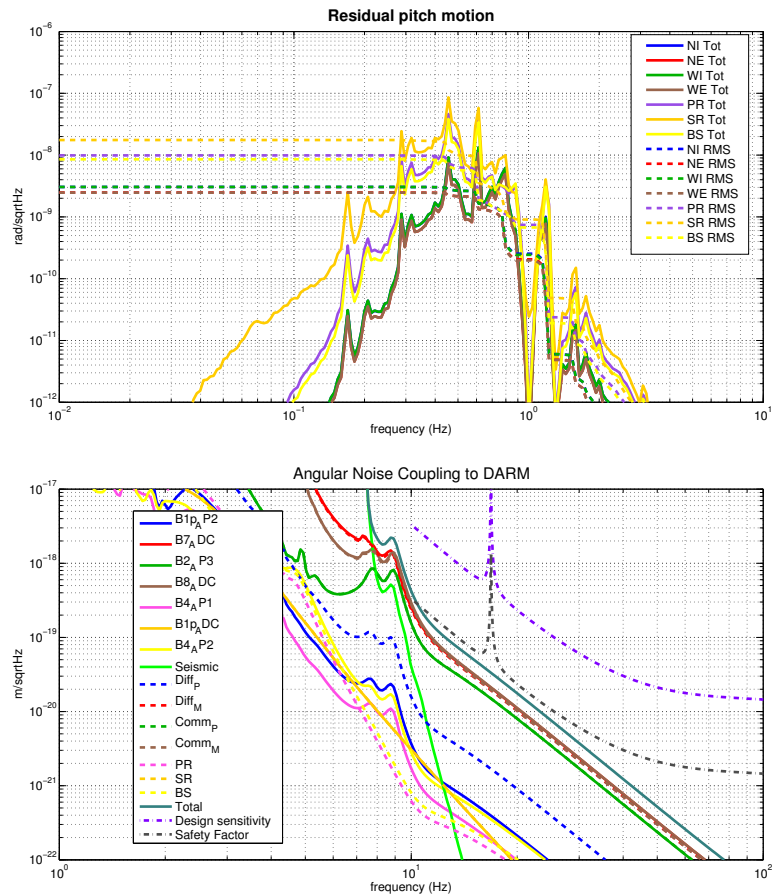 Residual pitch motion
10^-6
10^-7
10^-8
10^-9
10^-10
10^-11
10^-12
rad/sqrtHz
NI Tot
NE Tot
WI Tot
WE Tot
PR Tot
SR Tot
BS Tot
NI RMS
NE RMS
WI RMS
WE RMS
PR RMS
SR RMS
BS RMS
10^-2
10^-1
10^0
10^1
frequency (Hz)
Angular Noise Coupling to DARM
10^-17
10^-18
10^-19
10^-20
10^-21
10^-22
m/sqrtHz
B1p_A P2
B7_A DC
B2_A P3
B8_A DC
B4_A P1
B1p_A DC
B4_A P2
Seismic
Diff_P
Diff_M
Comm_P
Comm_M
PR
SR
BS
Total
Design sensitivity
Safety Factor
10^0
10^1
10^2
frequency (Hz)